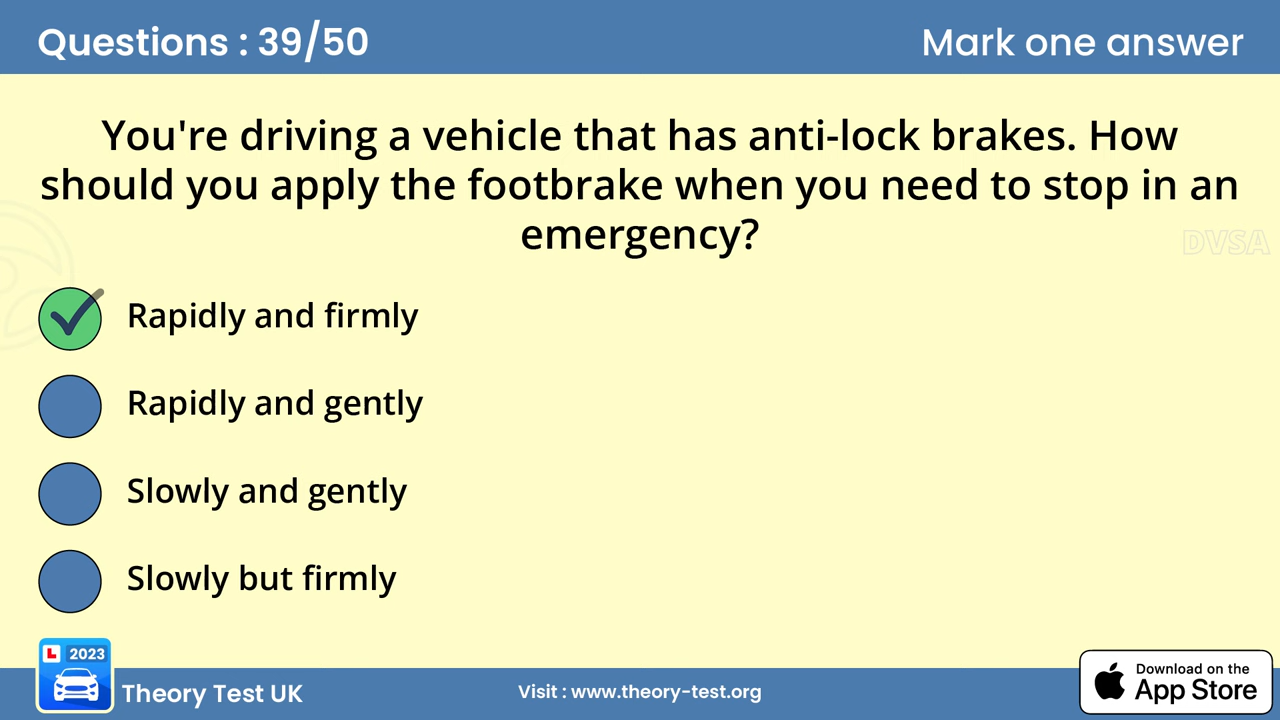 Questions : 39/50
Mark one answer
You're driving a vehicle that has anti-lock brakes. How
should you apply the footbrake when you need to stop in an
emergency?
DVSA
Rapidly and firmly
Rapidly and gently
Slowly and gently
Slowly but firmly
L 2023
Theory Test UK
Visit : www.theory-test.org
Download on the
App Store